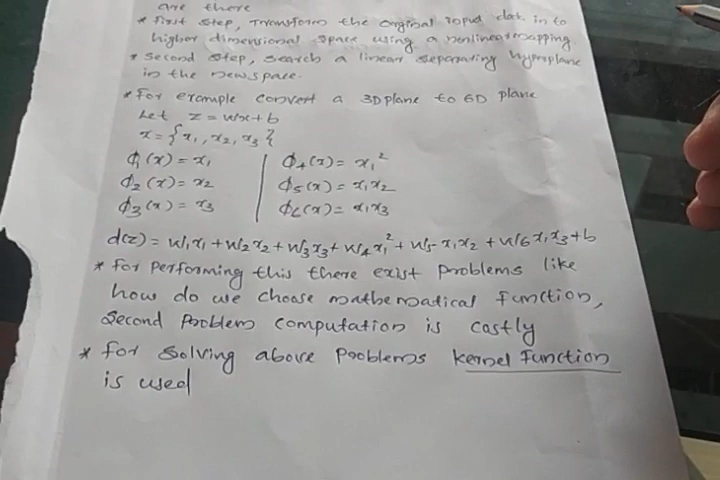 are there
* First step, Transform the original input data in to
higher dimensional space using a nonlinear mapping.
* second step, search a linear seperating hyperplane
in the new space.
* For example convert a 3D plane to 6D plane
Let z = wx + b
x = {x₁, x₂, x₃}
ϕ₁(x) = x₁ ϕ₄(x) = x₁²
ϕ₂(x) = x₂ ϕ₅(x) = x₁x₂
ϕ₃(x) = x₃ ϕ₆(x) = x₁x₃
d(z) = w₁x₁ + w₂x₂ + w₃x₃ + w₄x₁² + w₅x₁x₂ + w₆x₁x₃ + b
* for performing this there exist problems like
how do we choose mathematical function,
second Problem computation is costly
* for solving above Problems kernel function
is used